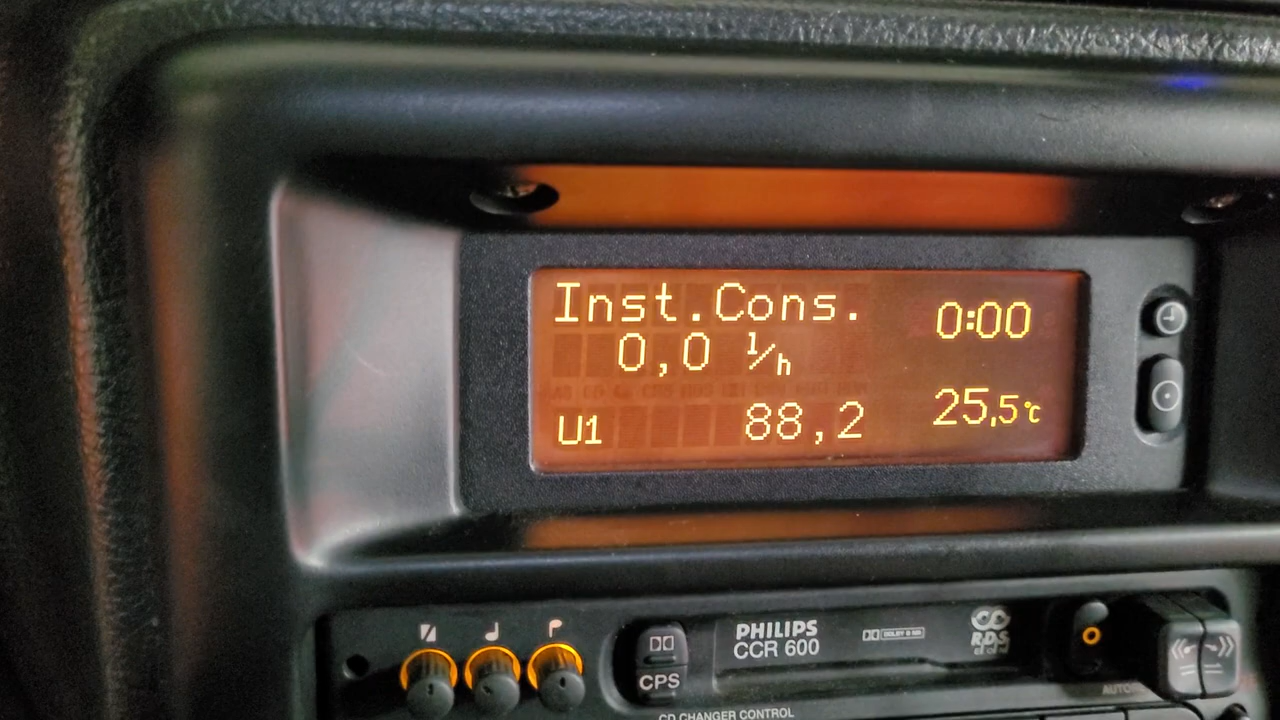 Inst.Cons.
0:00
0,0 l/h
U1
88,2
25,5°C
PHILIPS
CCR 600
DOLBY B NR
RDS
CPS
CD CHANGER CONTROL